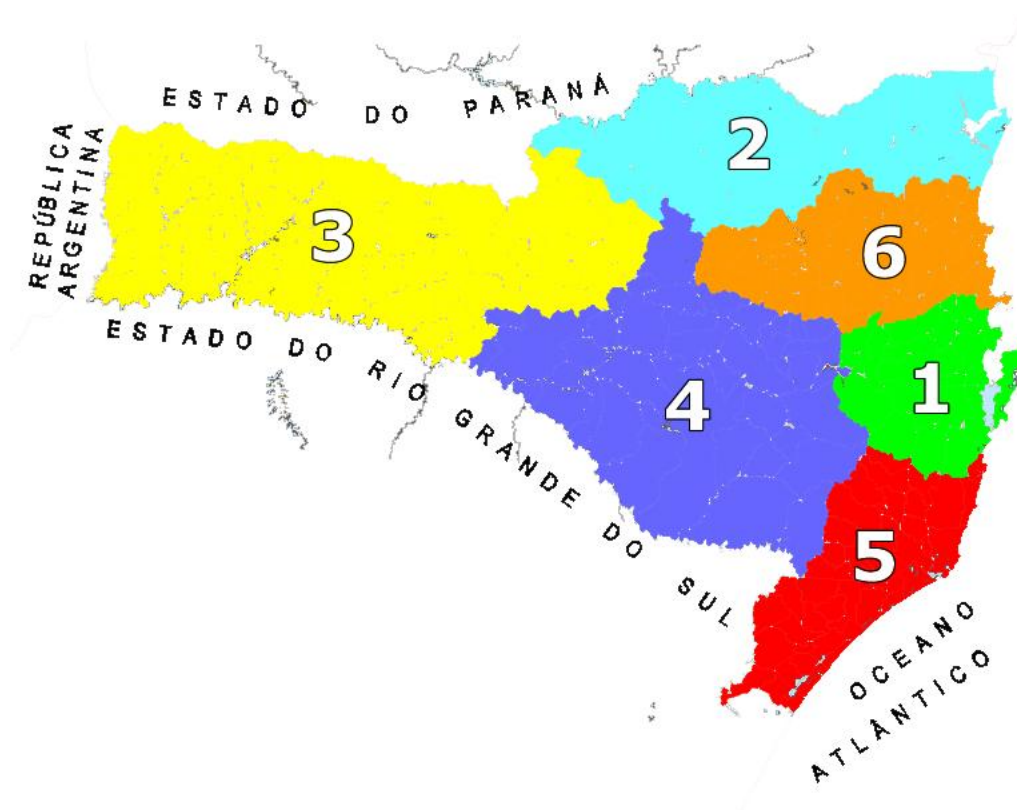 ESTADO DO PARANÁ
REPÚBLICA
ARGENTINA
2
3
6
ESTADO DO RIO GRANDE DO SUL
1
4
5
OCEANO
ATLÂNTICO